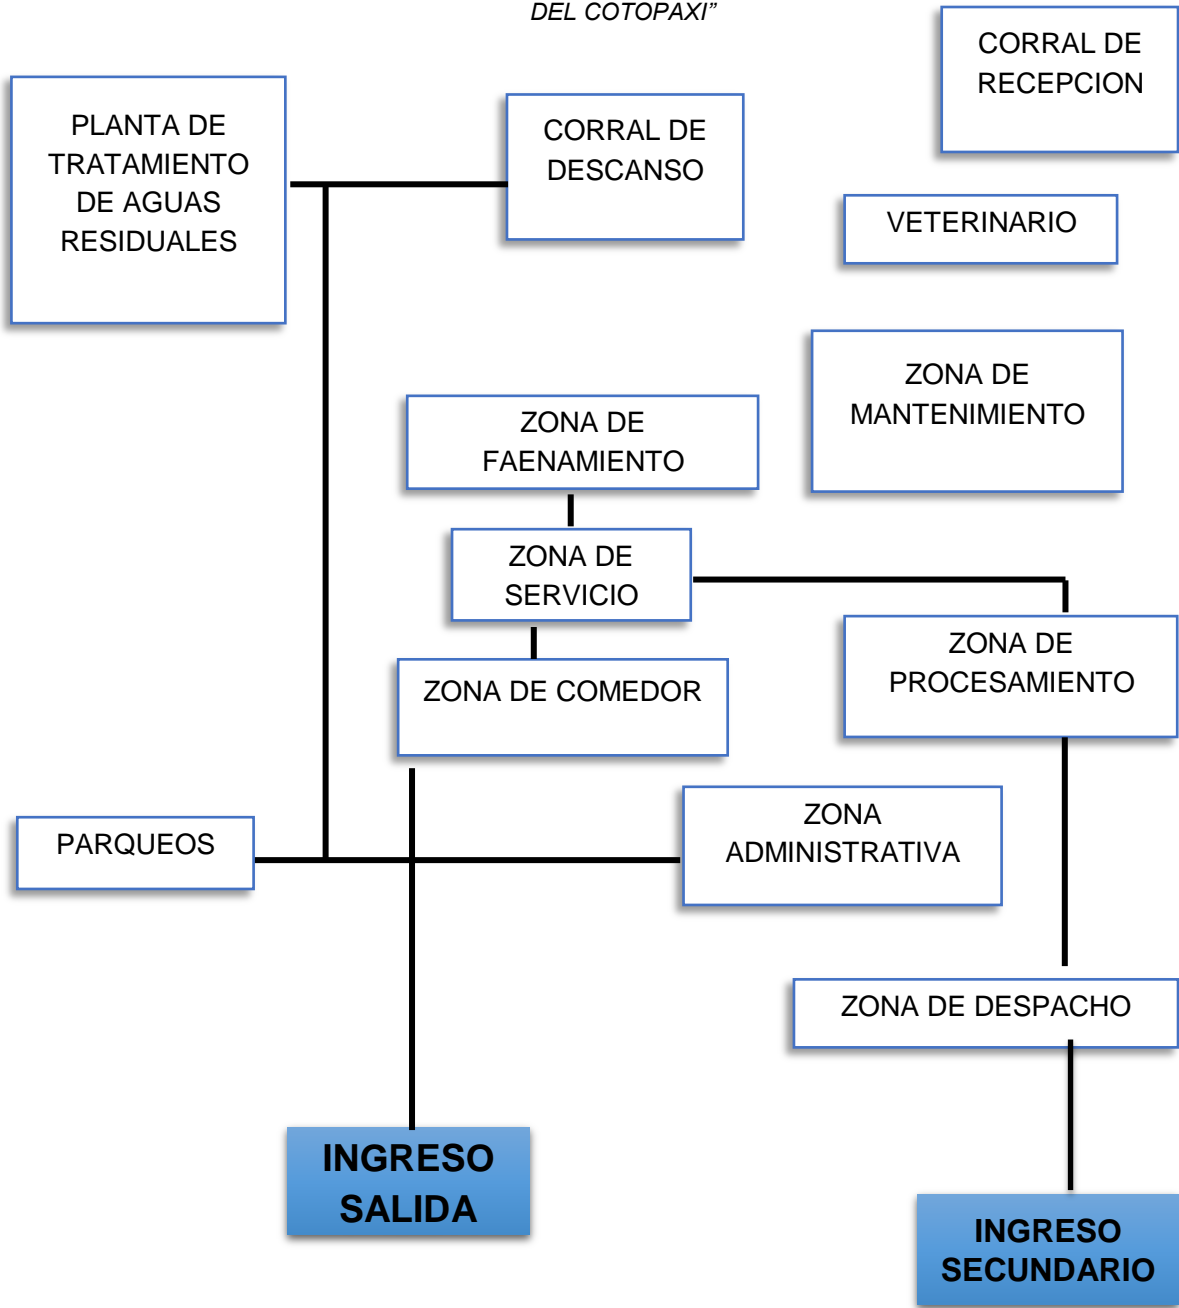 DEL COTOPAXI”
CORRAL DE
RECEPCION
PLANTA DE
TRATAMIENTO
DE AGUAS
RESIDUALES
CORRAL DE
DESCANSO
VETERINARIO
ZONA DE
MANTENIMIENTO
ZONA DE
FAENAMIENTO
ZONA DE
SERVICIO
ZONA DE
PROCESAMIENTO
ZONA DE COMEDOR
ZONA
ADMINISTRATIVA
PARQUEOS
ZONA DE DESPACHO
INGRESO
SALIDA
INGRESO
SECUNDARIO